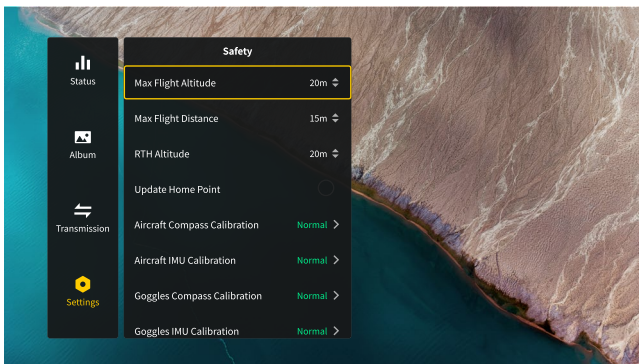 Safety
Status
Max Flight Altitude 20m
Max Flight Distance 15m
Album
RTH Altitude 20m
Update Home Point
Transmission
Aircraft Compass Calibration Normal
Aircraft IMU Calibration Normal
Settings
Goggles Compass Calibration Normal
Goggles IMU Calibration Normal